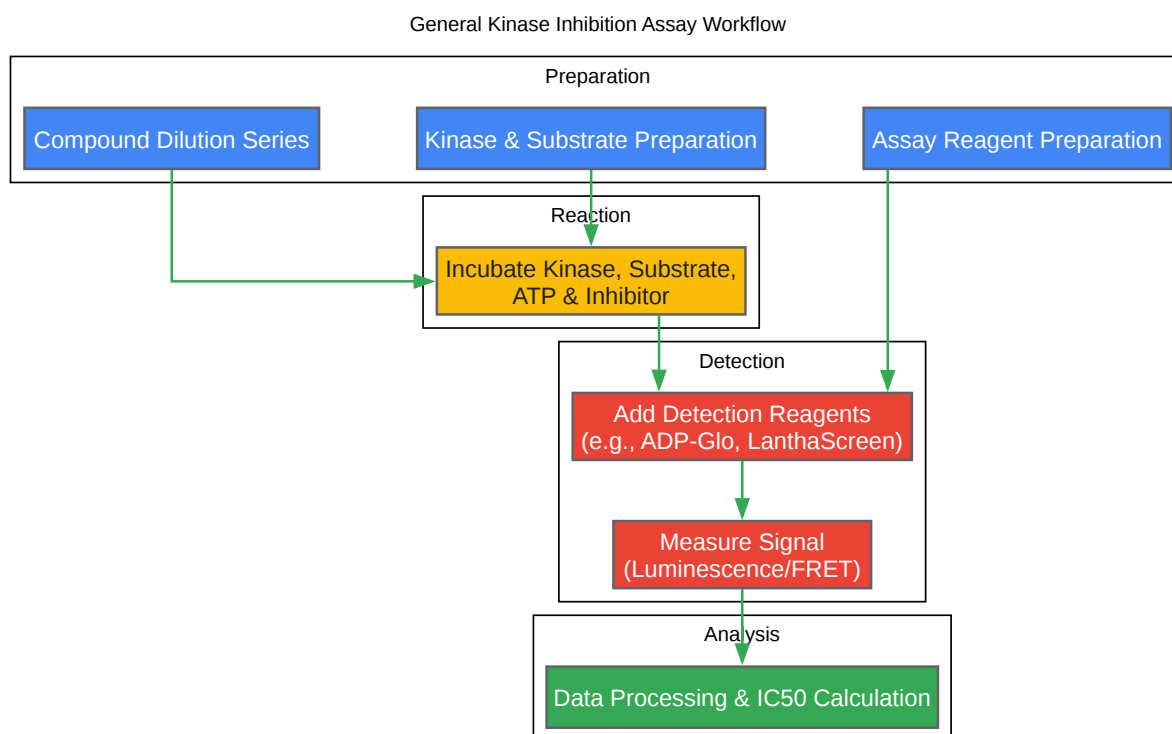 General Kinase Inhibition Assay Workflow
Preparation
Compound Dilution Series
Kinase & Substrate Preparation
Assay Reagent Preparation
Reaction
Incubate Kinase, Substrate,
ATP & Inhibitor
Detection
Add Detection Reagents
(e.g., ADP-Glo, LanthaScreen)
Measure Signal
(Luminescence/FRET)
Analysis
Data Processing & IC50 Calculation